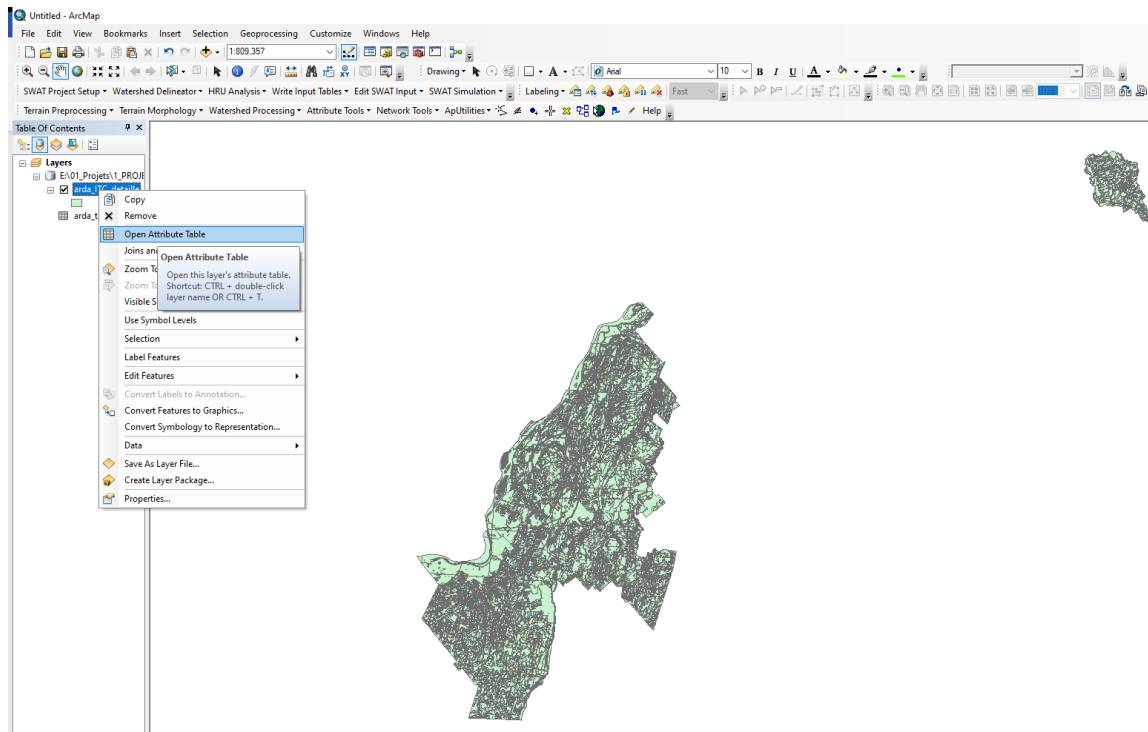 Untitled - ArcMap
File Edit View Bookmarks Insert Selection Geoprocessing Customize Windows Help
1:809,357
Drawing A Arial 10 B I U A
SWAT Project Setup Watershed Delineator HRU Analysis Write Input Tables Edit SWAT Input SWAT Simulation Labeling Fast
Terrain Preprocessing Terrain Morphology Watershed Processing Attribute Tools Network Tools ApUtilities Help
Table Of Contents
Layers
E:\01_Projets\1_PROJE
arda_ITC_detaille
arda_t
Copy
Remove
Open Attribute Table
Joins an
Zoom To
Zoom To
Visible S
Use Symbol Levels
Selection
Label Features
Edit Features
Convert Labels to Annotation...
Convert Features to Graphics...
Convert Symbology to Representation...
Data
Save As Layer File...
Create Layer Package...
Properties...
Open Attribute Table
Open this layer's attribute table.
Shortcut: CTRL + double-click
layer name OR CTRL + T.